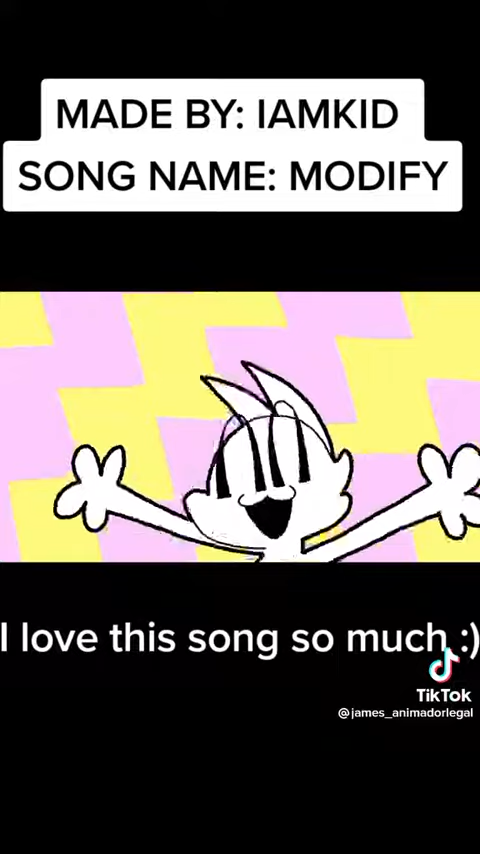 MADE BY: IAMKID
SONG NAME: MODIFY
I love this song so much :)
TikTok
@james_animadorlegal